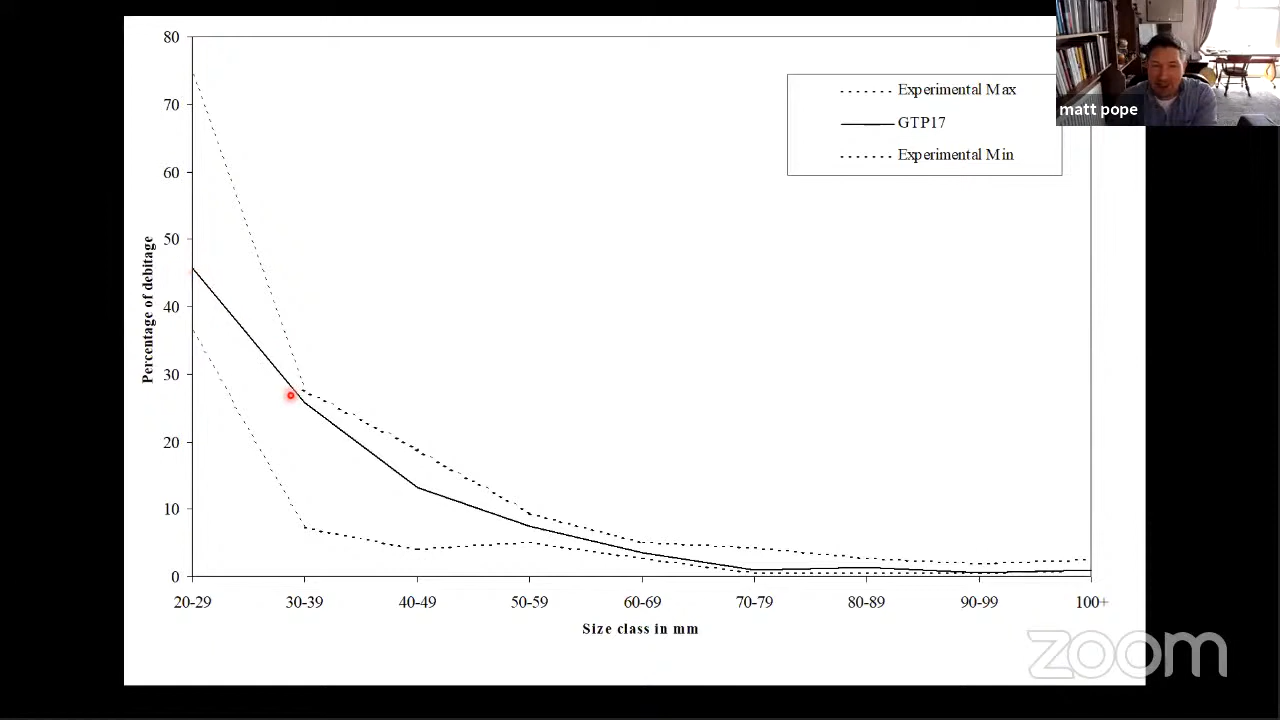 80
70
60
50
40
30
20
10
0
Percentage of debitage
Experimental Max
GTP17
Experimental Min
20-29 30-39 40-49 50-59 60-69 70-79 80-89 90-99 100+
Size class in mm
matt pope
zoom